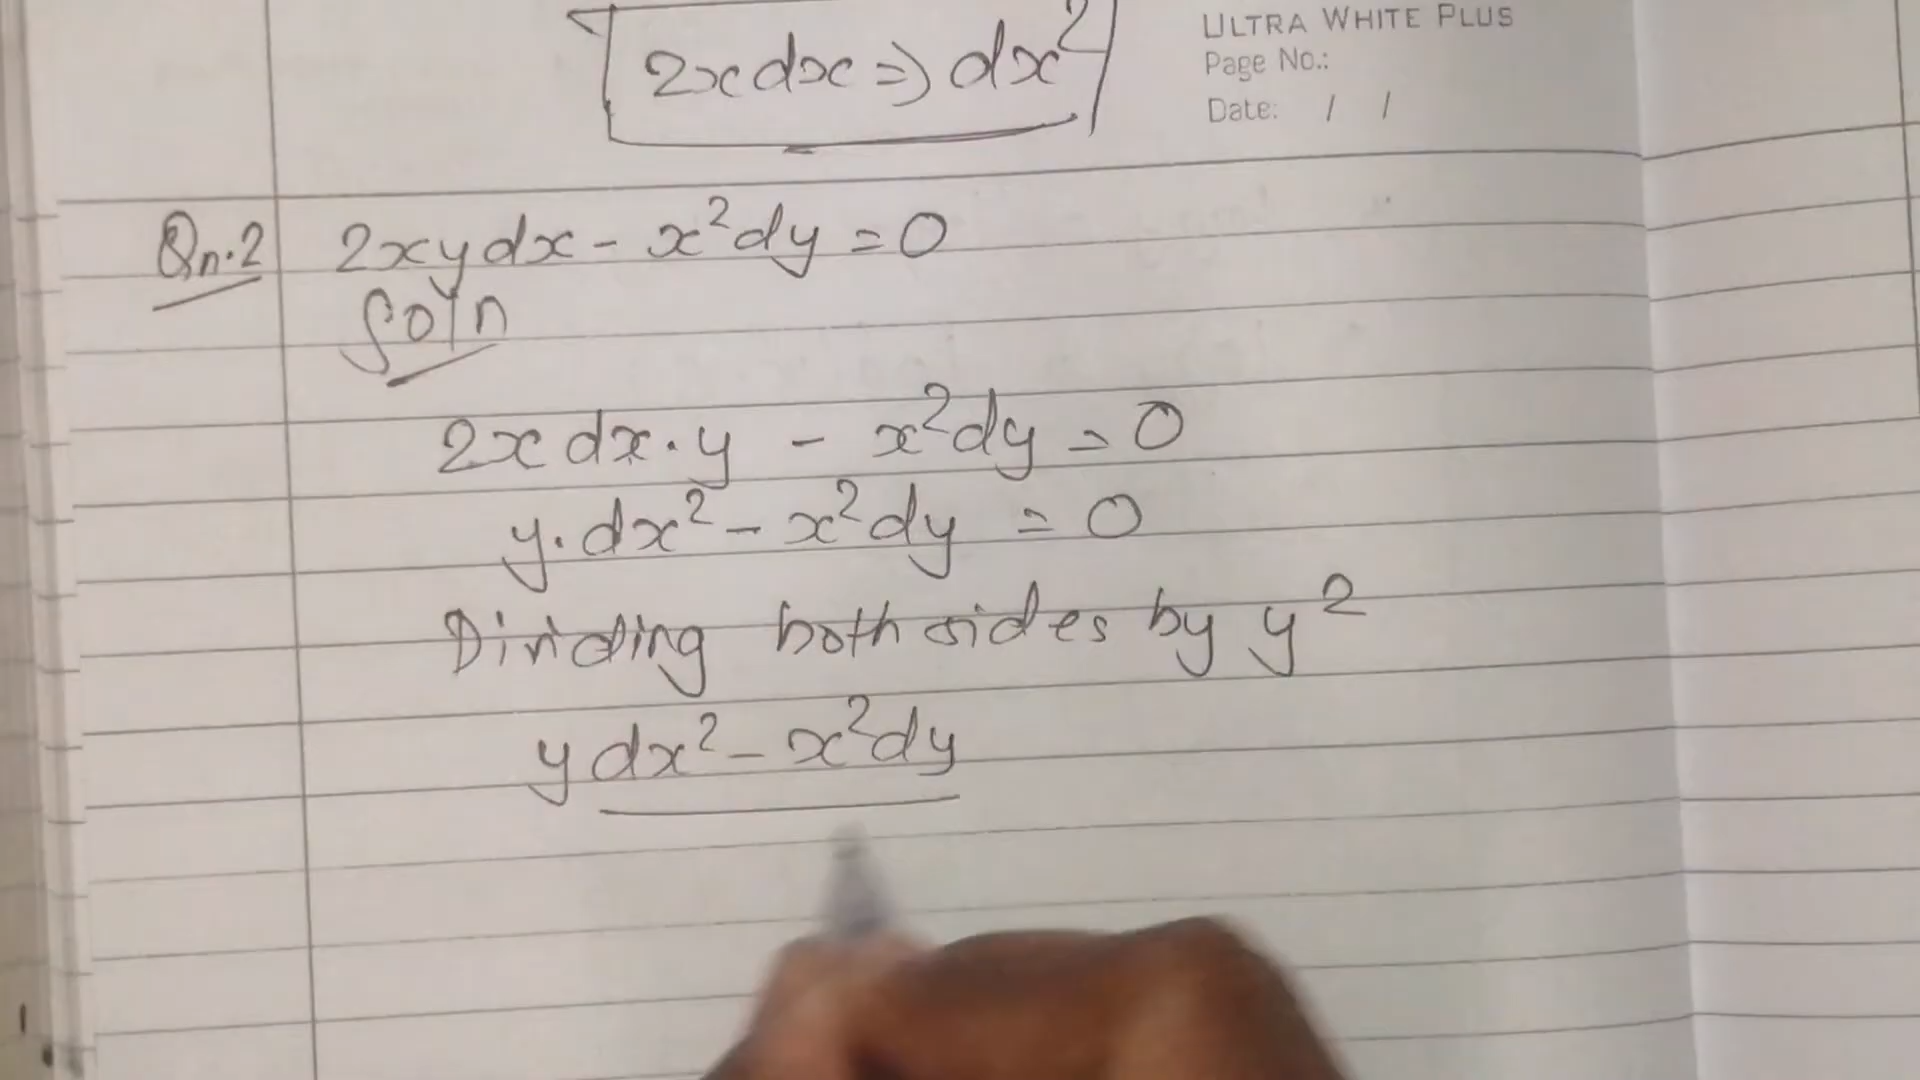 ULTRA WHITE PLUS
2xdx => dx²
Page No.:
Date: / /
Qn.2 2xydx - x²dy = 0
Sol/n
2xdx.y - x²dy = 0
y.dx² - x²dy = 0
Dividing both sides by y²
ydx² - x²dy